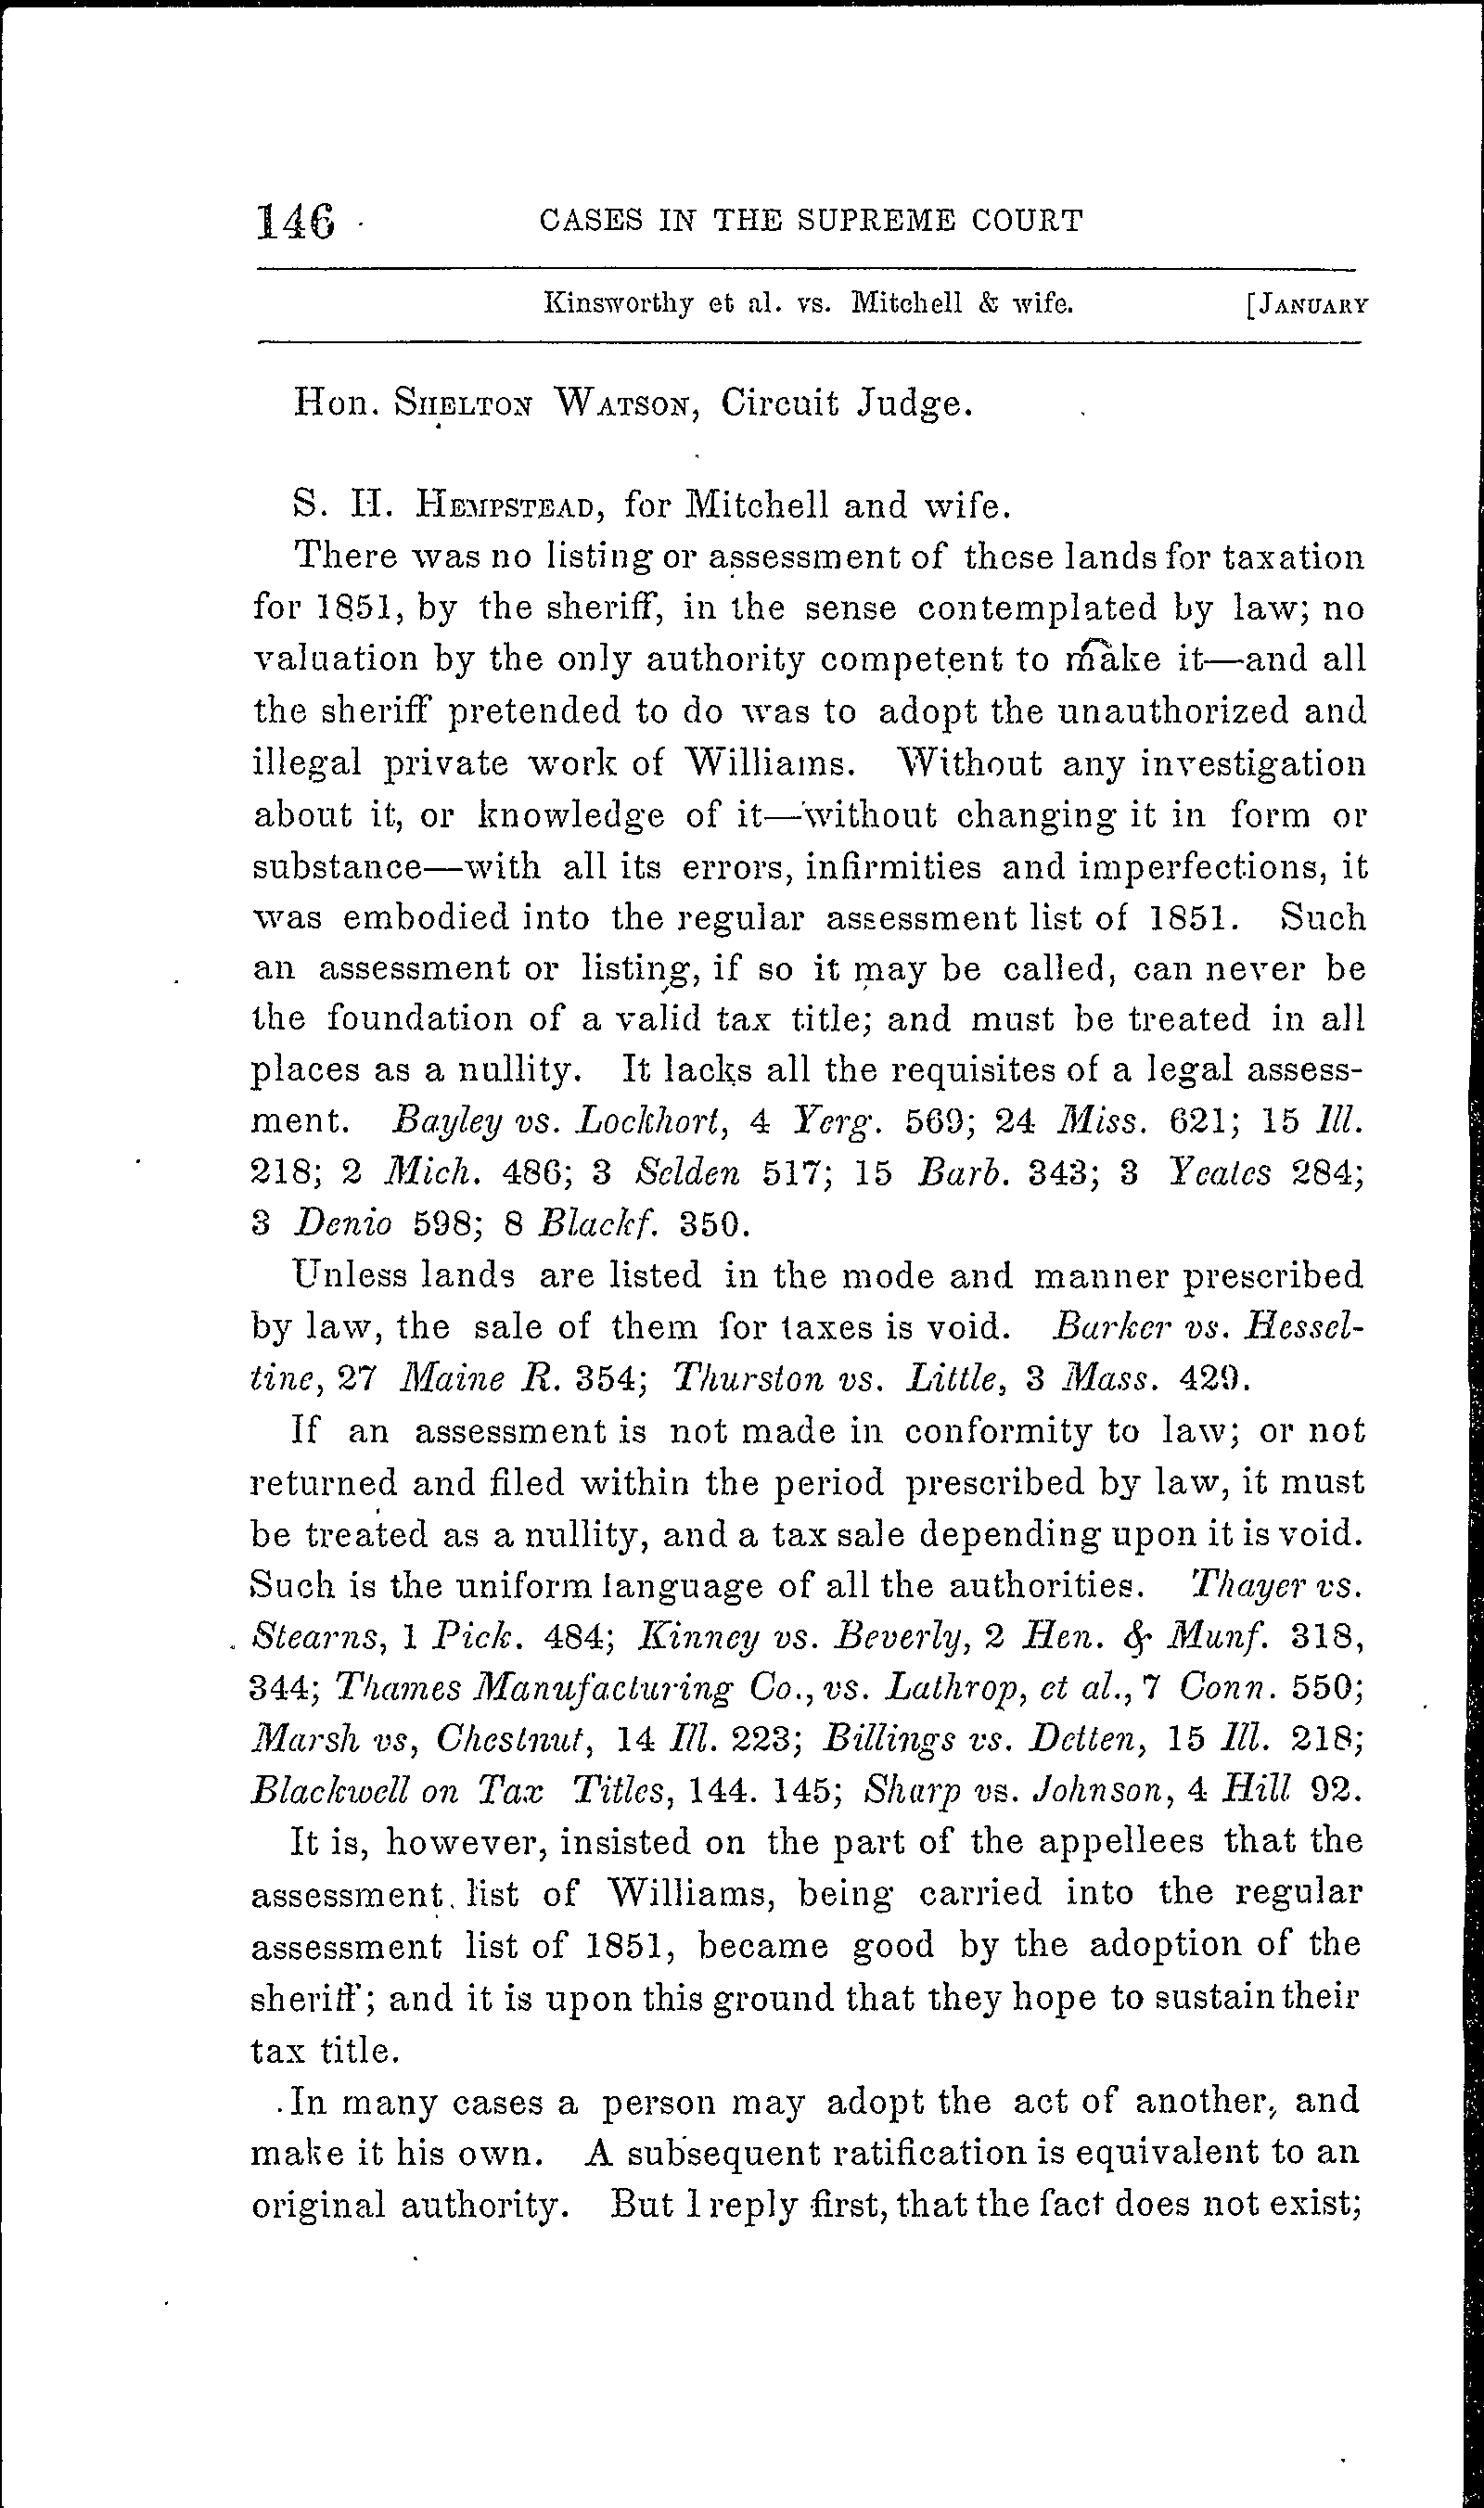 146 CASES IN THE SUPREME COURT
Kinsworthy et al. vs. Mitchell & wife. [JANUARY
Hon. SHELTON WATSON, Circuit Judge.
S. H. HEMPSTEAD, for Mitchell and wife.
There was no listing or assessment of these lands for taxation
for 1851, by the sheriff, in the sense contemplated by law; no
valuation by the only authority competent to make it—and all
the sheriff pretended to do was to adopt the unauthorized and
illegal private work of Williams. Without any investigation
about it, or knowledge of it—without changing it in form or
substance—with all its errors, infirmities and imperfections, it
was embodied into the regular assessment list of 1851. Such
an assessment or listing, if so it may be called, can never be
the foundation of a valid tax title; and must be treated in all
places as a nullity. It lacks all the requisites of a legal assess-
ment. Bayley vs. Lockhort, 4 Yerg. 569; 24 Miss. 621; 15 Ill.
218; 2 Mich. 486; 3 Selden 517; 15 Barb. 343; 3 Yeates 284;
3 Denio 598; 8 Blackf. 350.
Unless lands are listed in the mode and manner prescribed
by law, the sale of them for taxes is void. Barker vs. Hessel-
tine, 27 Maine R. 354; Thurston vs. Little, 3 Mass. 429.
If an assessment is not made in conformity to law; or not
returned and filed within the period prescribed by law, it must
be treated as a nullity, and a tax sale depending upon it is void.
Such is the uniform language of all the authorities. Thayer vs.
Stearns, 1 Pick. 484; Kinney vs. Beverly, 2 Hen. & Munf. 318,
344; Thames Manufacturing Co., vs. Lathrop, et al., 7 Conn. 550;
Marsh vs, Chestnut, 14 Ill. 223; Billings vs. Detten, 15 Ill. 218;
Blackwell on Tax Titles, 144. 145; Sharp vs. Johnson, 4 Hill 92.
It is, however, insisted on the part of the appellees that the
assessment list of Williams, being carried into the regular
assessment list of 1851, became good by the adoption of the
sheriff; and it is upon this ground that they hope to sustain their
tax title.
In many cases a person may adopt the act of another, and
make it his own. A subsequent ratification is equivalent to an
original authority. But I reply first, that the fact does not exist;